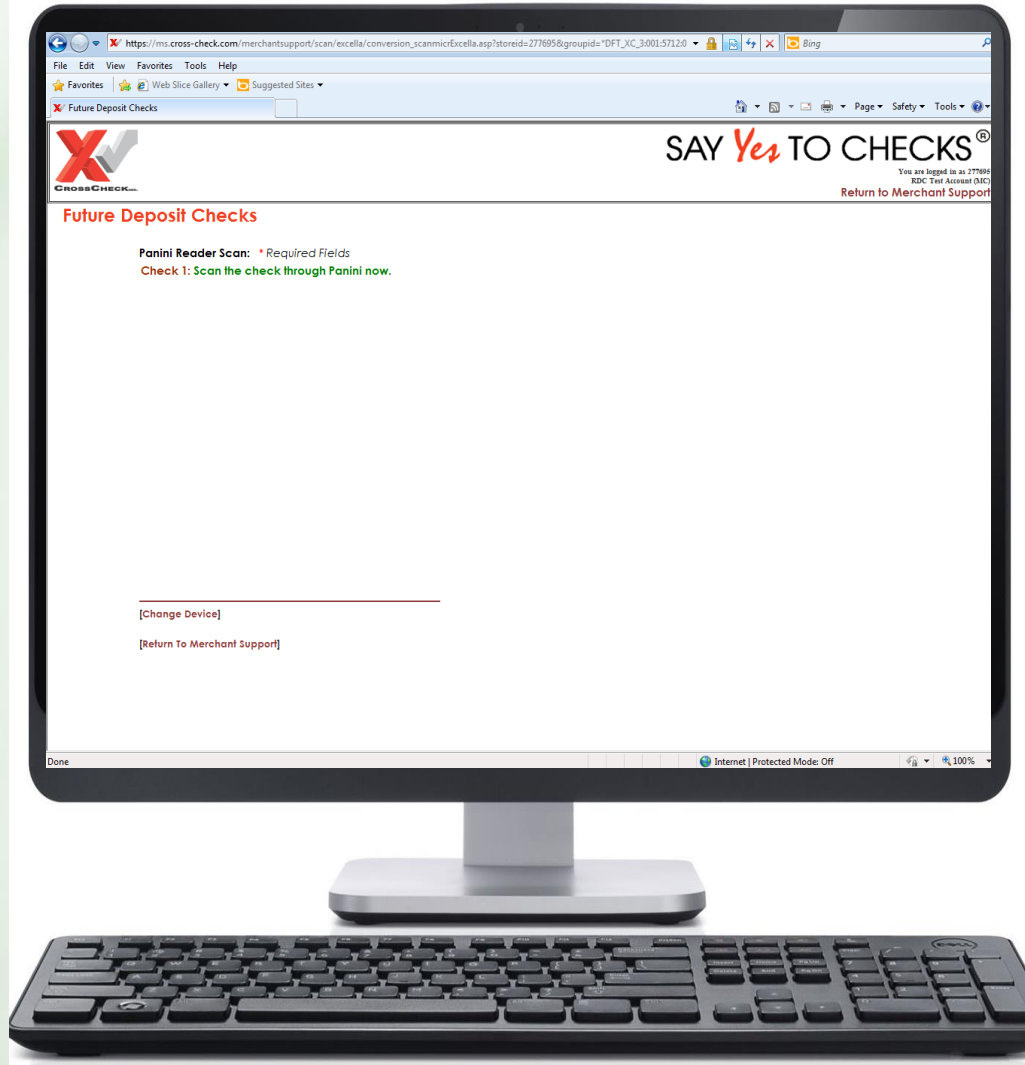 https://ms.cross-check.com/merchantsupport/scan/excella/conversion_scanmicrExcella.asp?storeid=277695&groupid="DFT_XC_3:001:5712:0
Bing
File Edit View Favorites Tools Help
Favorites Web Slice Gallery Suggested Sites
Future Deposit Checks
Page Safety Tools
CROSSCHECK
SAY Yes TO CHECKS®
You are logged in as 277695
RDC Test Account (MC)
Return to Merchant Support
Future Deposit Checks
Panini Reader Scan: * Required Fields
Check 1: Scan the check through Panini now.
[Change Device]
[Return To Merchant Support]
Done
Internet | Protected Mode: Off
100%
DELL